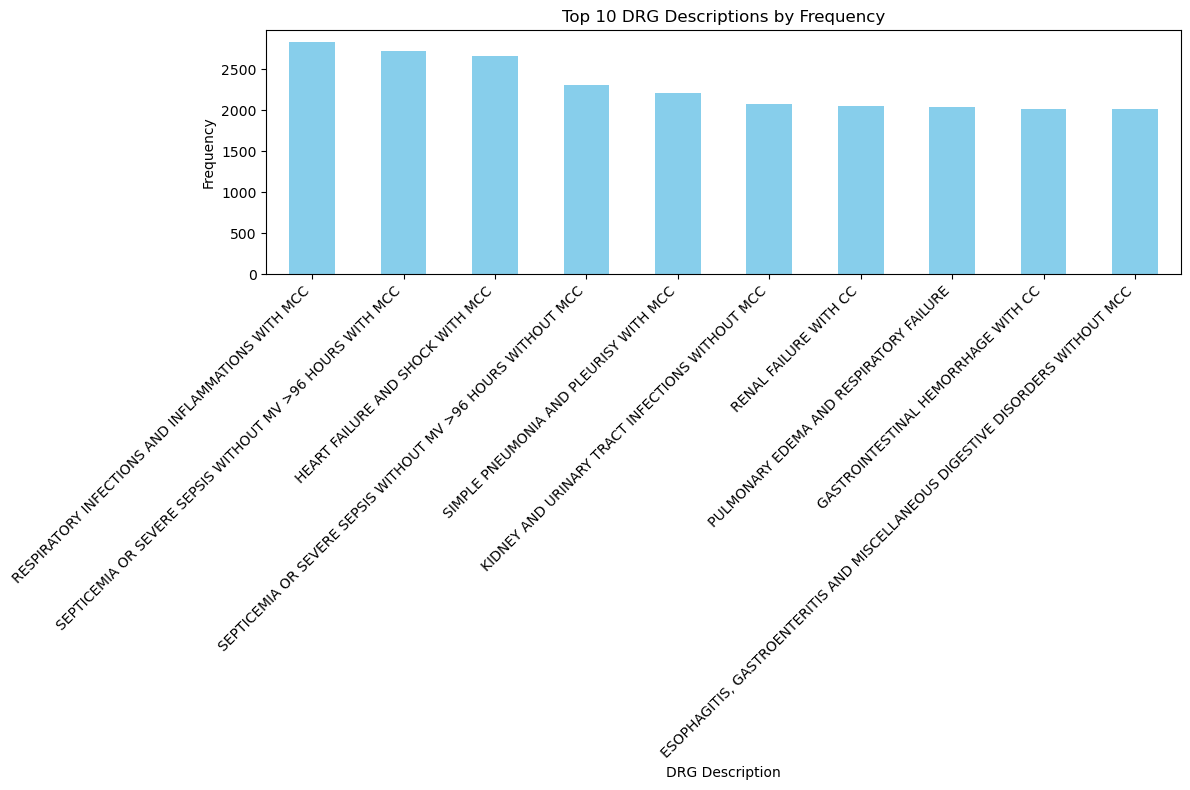 Top 10 DRG Descriptions by Frequency
Frequency
2500
2000
1500
1000
500
0
RESPIRATORY INFECTIONS AND INFLAMMATIONS WITH MCC
SEPTICEMIA OR SEVERE SEPSIS WITHOUT MV >96 HOURS WITH MCC
HEART FAILURE AND SHOCK WITH MCC
SEPTICEMIA OR SEVERE SEPSIS WITHOUT MV >96 HOURS WITHOUT MCC
SIMPLE PNEUMONIA AND PLEURISY WITH MCC
KIDNEY AND URINARY TRACT INFECTIONS WITHOUT MCC
RENAL FAILURE WITH CC
PULMONARY EDEMA AND RESPIRATORY FAILURE
GASTROINTESTINAL HEMORRHAGE WITH CC
ESOPHAGITIS, GASTROENTERITIS AND MISCELLANEOUS DIGESTIVE DISORDERS WITHOUT MCC
DRG Description